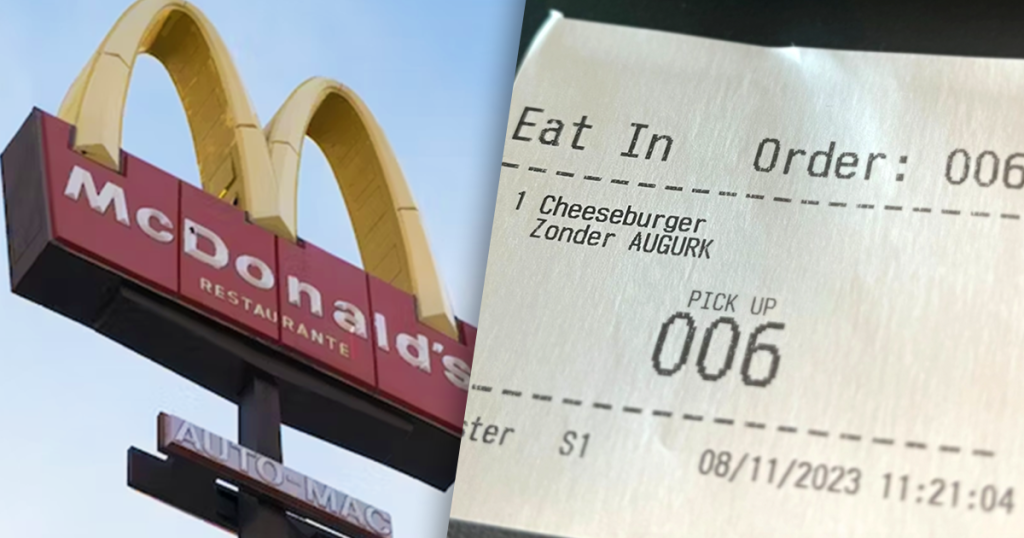 McDonald's
RESTAURANTE
AUTO-MAC
Eat In Order: 006
1 Cheeseburger
Zonder AUGURK
PICK UP
006
S1 08/11/2023 11:21:04